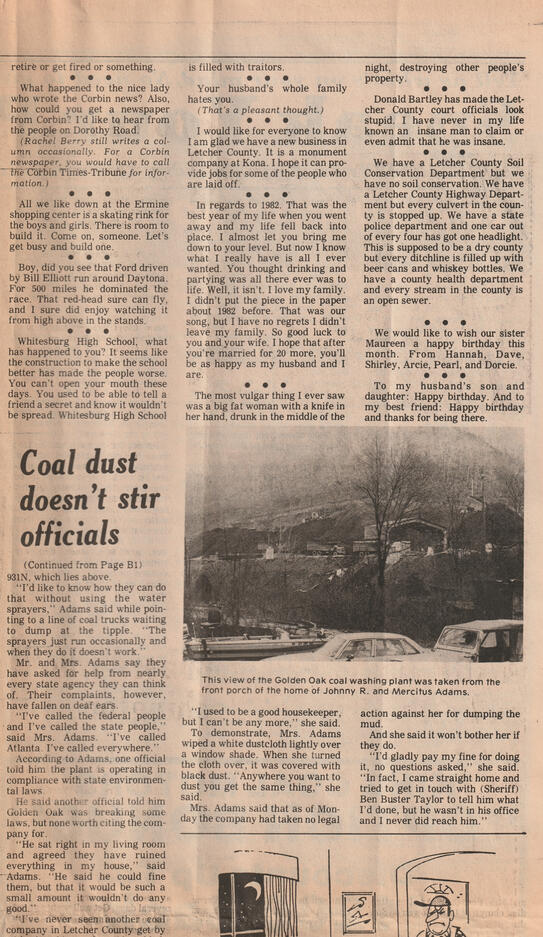 retire or get fired or something.
• • •
What happened to the nice lady
who wrote the Corbin news? Also,
how could you get a newspaper
from Corbin? I'd like to hear from
the people on Dorothy Road.
(Rachel Berry still writes a col-
umn occasionally. For a Corbin
newspaper, you would have to call
the Corbin Times-Tribune for infor-
mation.)
• • •
All we like down at the Ermine
shopping center is a skating rink for
the boys and girls. There is room to
build it. Come on, someone. Let's
get busy and build one.
• • •
Boy, did you see that Ford driven
by Bill Elliott run around Daytona.
For 500 miles he dominated the
race. That red-head sure can fly,
and I sure did enjoy watching it
from high above in the stands.
• • •
Whitesburg High School, what
has happened to you? It seems like
the construction to make the school
better has made the people worse.
You can't open your mouth these
days. You used to be able to tell a
friend a secret and know it wouldn't
be spread. Whitesburg High School
is filled with traitors.
• • •
Your husband's whole family
hates you.
(That's a pleasant thought.)
• • •
I would like for everyone to know
I am glad we have a new business in
Letcher County. It is a monument
company at Kona. I hope it can pro-
vide jobs for some of the people who
are laid off.
• • •
In regards to 1982. That was the
best year of my life when you went
away and my life fell back into
place. I almost let you bring me
down to your level. But now I know
what I really have is all I ever
wanted. You thought drinking and
partying was all there ever was to
life. Well, it isn't. I love my family.
I didn't put the piece in the paper
about 1982 before. That was our
song, but I have no regrets I didn't
leave my family. So good luck to
you and your wife. I hope that after
you're married for 20 more, you'll
be as happy as my husband and I
are.
• • •
The most vulgar thing I ever saw
was a big fat woman with a knife in
her hand, drunk in the middle of the
night, destroying other people's
property.
• • •
Donald Bartley has made the Let-
cher County court officials look
stupid. I have never in my life
known an insane man to claim or
even admit that he was insane.
• • •
We have a Letcher County Soil
Conservation Department but we
have no soil conservation. We have
a Letcher County Highway Depart-
ment but every culvert in the coun-
ty is stopped up. We have a state
police department and one car out
of every four has got one headlight.
This is supposed to be a dry county
but every ditchline is filled up with
beer cans and whiskey bottles. We
have a county health department
and every stream in the county is
an open sewer.
• • •
We would like to wish our sister
Maureen a happy birthday this
month. From Hannah, Dave,
Shirley, Arcie, Pearl, and Dorcie.
• • •
To my husband's son and
daughter: Happy birthday. And to
my best friend: Happy birthday
and thanks for being there.
Coal dust
doesn't stir
officials
(Continued from Page B1)
931N, which lies above.
"I'd like to know how they can do
that without using the water
sprayers," Adams said while poin-
ting to a line of coal trucks waiting
to dump at the tipple. "The
sprayers just run occasionally and
when they do it doesn't work."
Mr. and Mrs. Adams say they
have asked for help from nearly
every state agency they can think
of. Their complaints, however,
have fallen on deaf ears.
"I've called the federal people
and I've called the state people,"
said Mrs. Adams. "I've called
Atlanta. I've called everywhere."
According to Adams, one official
told him the plant is operating in
compliance with state environmen-
tal laws.
He said another official told him
Golden Oak was breaking some
laws, but none worth citing the com-
pany for.
"He sat right in my living room
and agreed they have ruined
everything in my house," said
Adams. "He said he could fine
them, but that it would be such a
small amount it wouldn't do any
good."
"I've never seen another coal
company in Letcher County get by
This view of the Golden Oak coal washing plant was taken from the
front porch of the home of Johnny R. and Mercitus Adams.
"I used to be a good housekeeper,
but I can't be any more," she said.
To demonstrate, Mrs. Adams
wiped a white dustcloth lightly over
a window shade. When she turned
the cloth over, it was covered with
black dust. "Anywhere you want to
dust you get the same thing," she
said.
Mrs. Adams said that as of Mon-
day the company had taken no legal
action against her for dumping the
mud.
And she said it won't bother her if
they do.
"I'd gladly pay my fine for doing
it, no questions asked," she said.
"In fact, I came straight home and
tried to get in touch with (Sheriff)
Ben Buster Taylor to tell him what
I'd done, but he wasn't in his office
and I never did reach him."